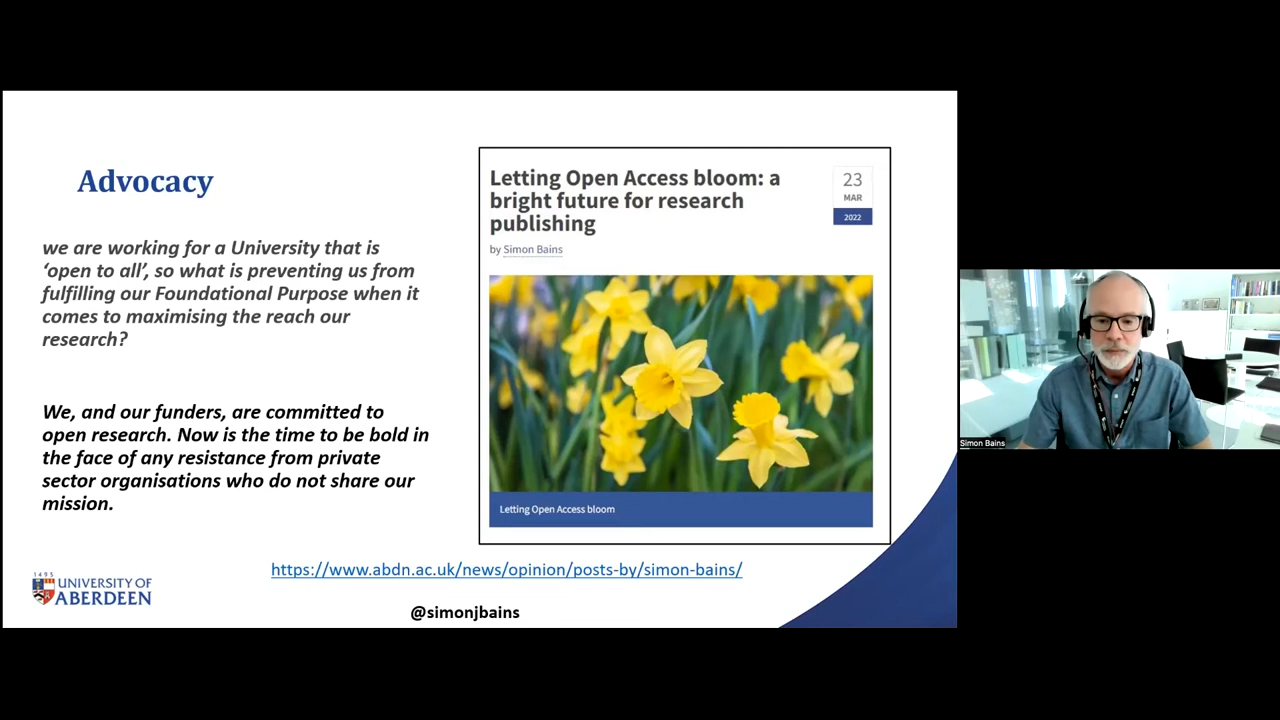 Advocacy
we are working for a University that is
‘open to all’, so what is preventing us from
fulfilling our Foundational Purpose when it
comes to maximising the reach our
research?
We, and our funders, are committed to
open research. Now is the time to be bold in
the face of any resistance from private
sector organisations who do not share our
mission.
Letting Open Access bloom: a
bright future for research
publishing
by Simon Bains
23
MAR
2022
Letting Open Access bloom
https://www.abdn.ac.uk/news/opinion/posts-by/simon-bains/
@simonjbains
1495
UNIVERSITY OF
ABERDEEN
Simon Bains